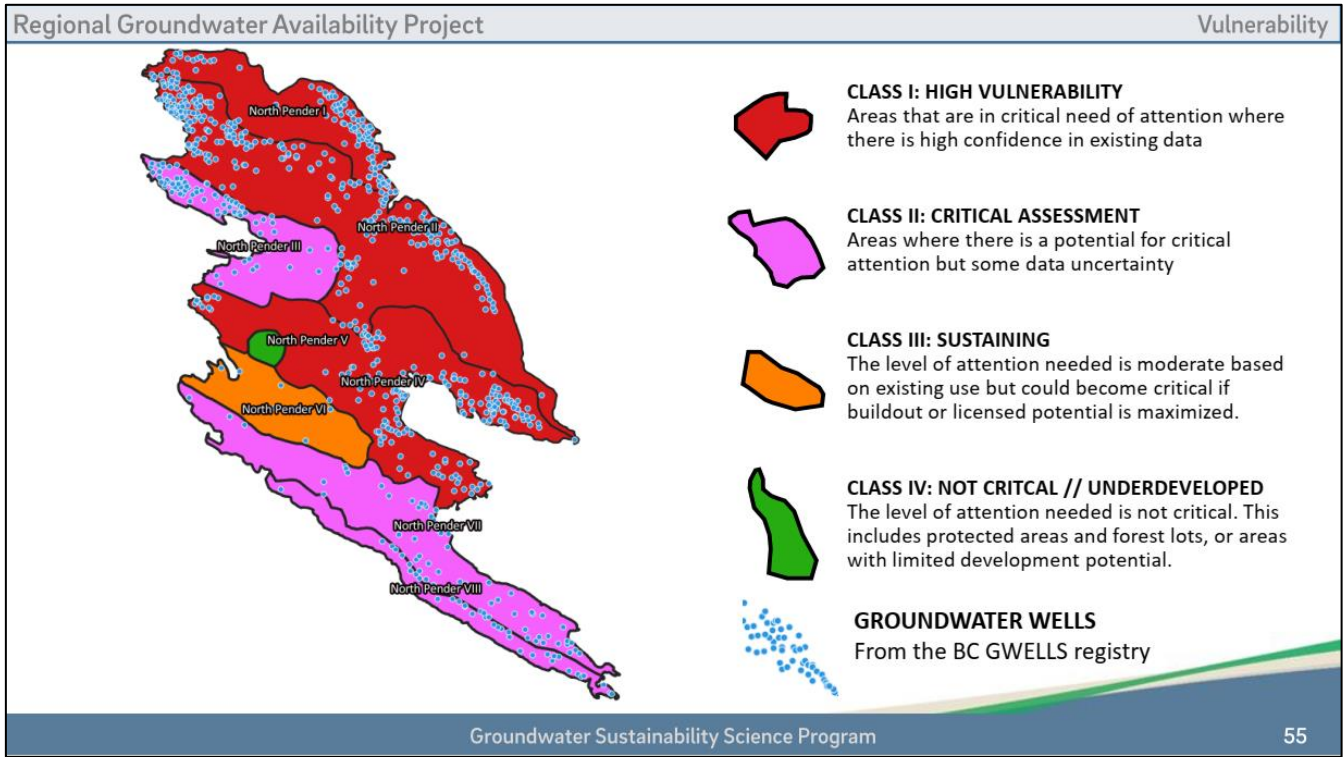 Regional Groundwater Availability Project
Vulnerability
North Pender I
North Pender II
North Pender III
North Pender V
North Pender IV
North Pender VI
North Pender VII
North Pender VIII
CLASS I: HIGH VULNERABILITY
Areas that are in critical need of attention where
there is high confidence in existing data
CLASS II: CRITICAL ASSESSMENT
Areas where there is a potential for critical
attention but some data uncertainty
CLASS III: SUSTAINING
The level of attention needed is moderate based
on existing use but could become critical if
buildout or licensed potential is maximized.
CLASS IV: NOT CRITCAL // UNDERDEVELOPED
The level of attention needed is not critical. This
includes protected areas and forest lots, or areas
with limited development potential.
GROUNDWATER WELLS
From the BC GWELLS registry
Groundwater Sustainability Science Program
55